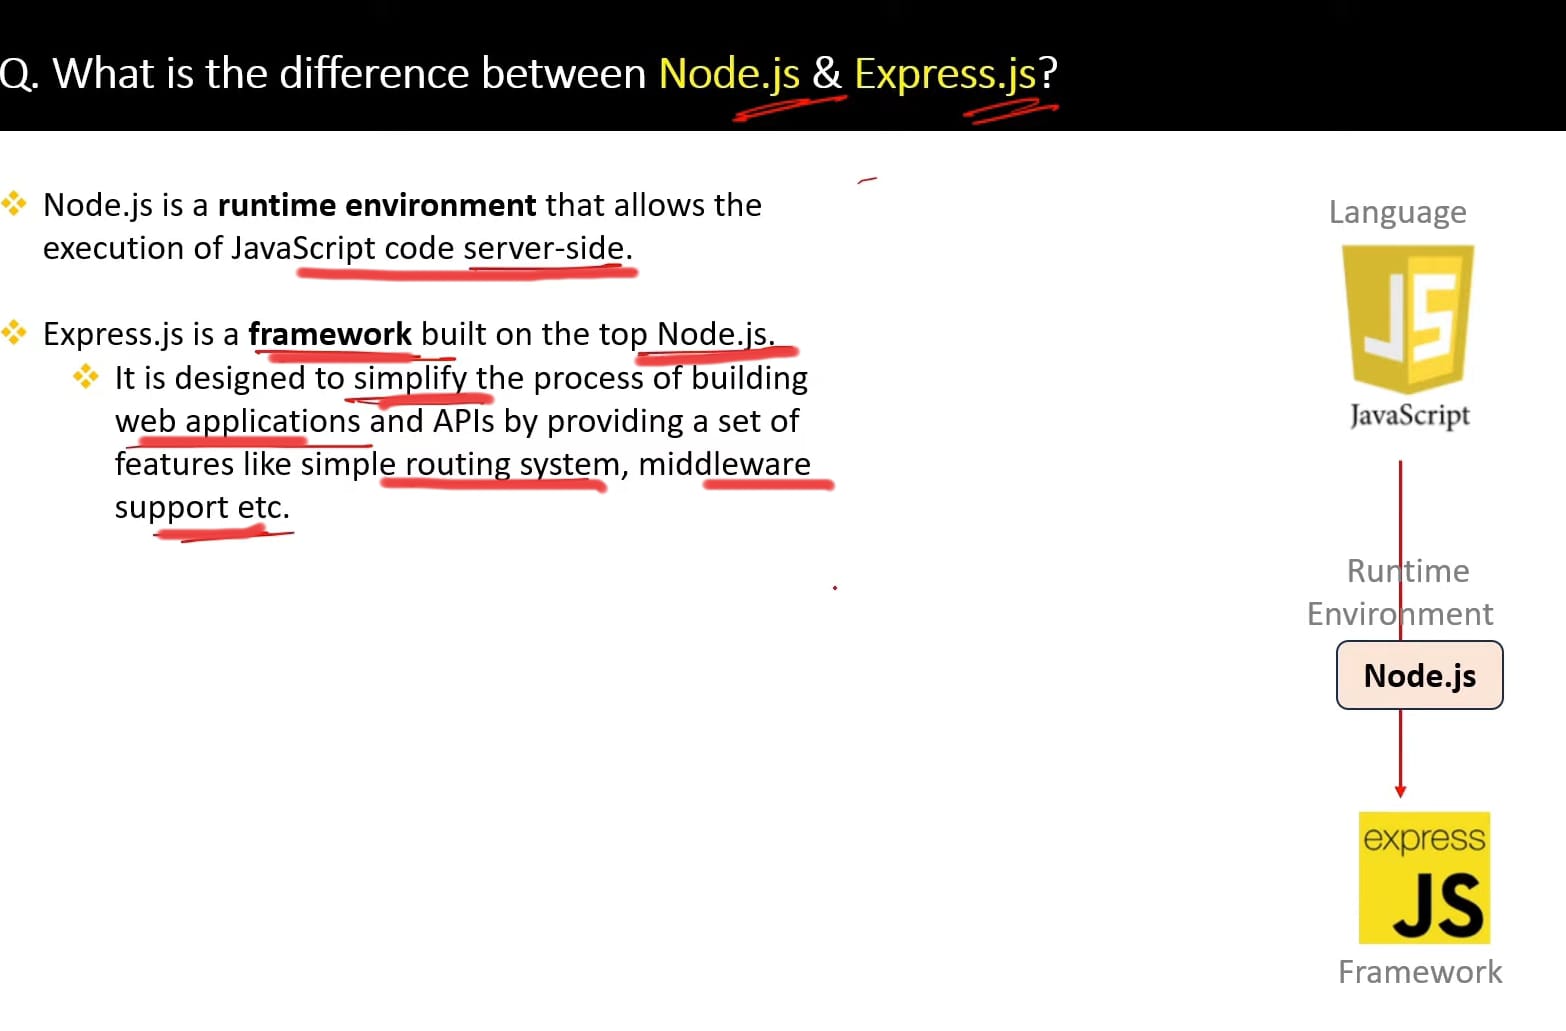 Q. What is the difference between Node.js & Express.js?
Node.js is a runtime environment that allows the
execution of JavaScript code server-side.
Express.js is a framework built on the top Node.js.
It is designed to simplify the process of building
web applications and APIs by providing a set of
features like simple routing system, middleware
support etc.
Language
JS
JavaScript
Runtime
Environment
Node.js
express
JS
Framework